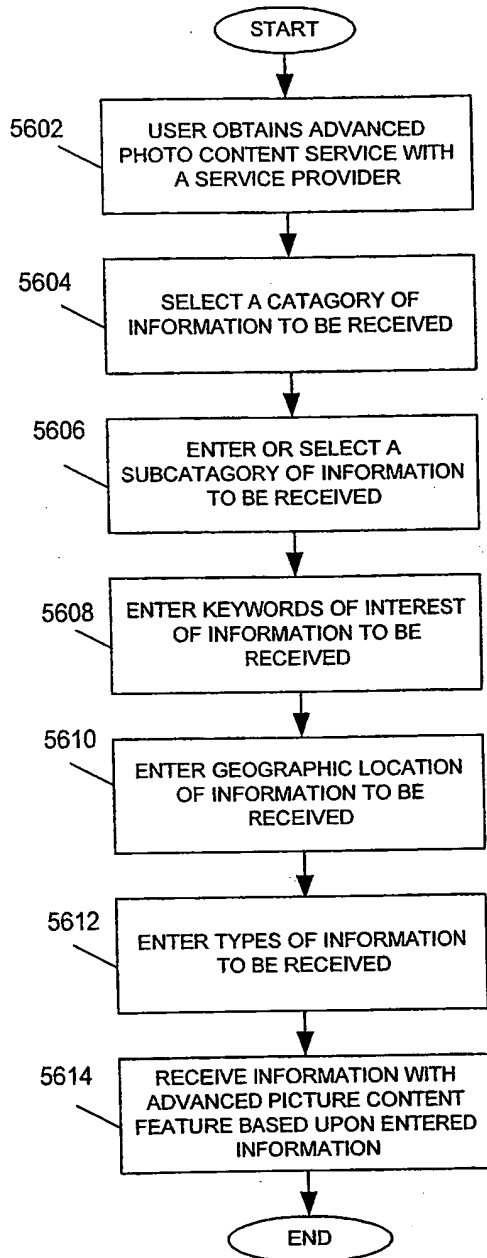 START
5602
USER OBTAINS ADVANCED
PHOTO CONTENT SERVICE WITH
A SERVICE PROVIDER
5604
SELECT A CATAGORY OF
INFORMATION TO BE RECEIVED
5606
ENTER OR SELECT A
SUBCATAGORY OF INFORMATION
TO BE RECEIVED
5608
ENTER KEYWORDS OF INTEREST
OF INFORMATION TO BE
RECEIVED
5610
ENTER GEOGRAPHIC LOCATION
OF INFORMATION TO BE
RECEIVED
5612
ENTER TYPES OF INFORMATION
TO BE RECEIVED
5614
RECEIVE INFORMATION WITH
ADVANCED PICTURE CONTENT
FEATURE BASED UPON ENTERED
INFORMATION
END